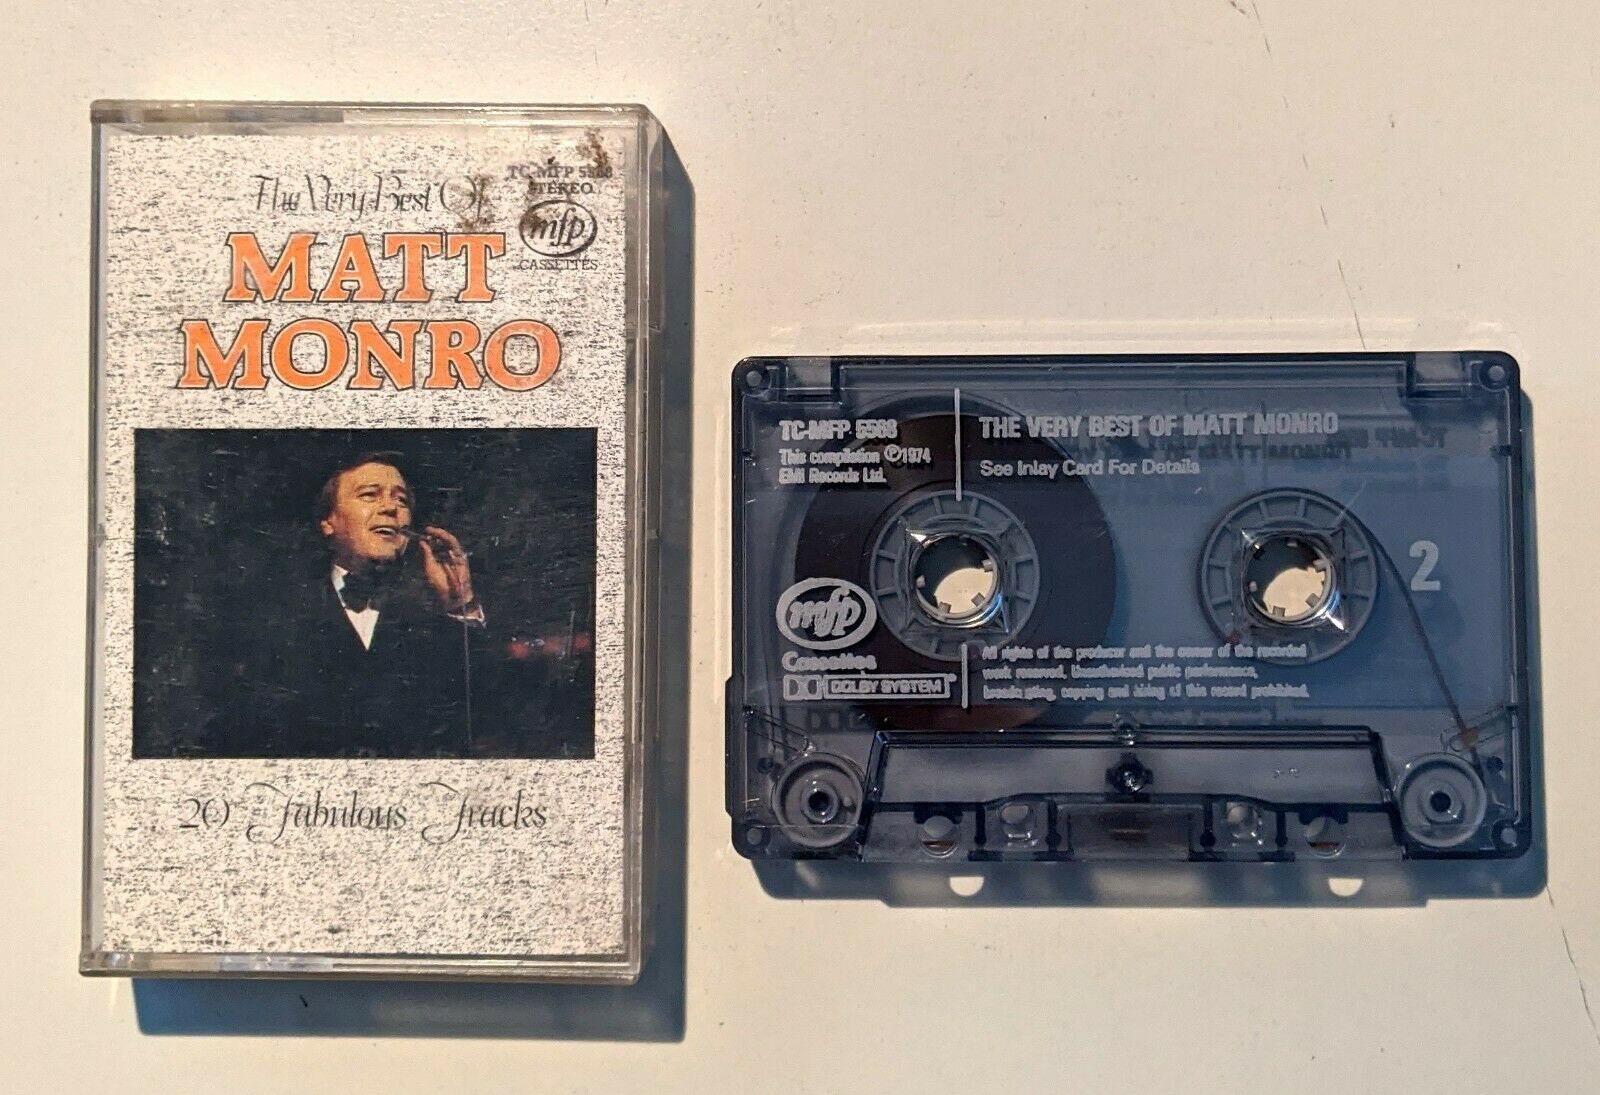 The Very Best Of
MATT
MONRO
TC-MFP 5568
STEREO
mfp
CASSETTES
20 Fabulous Tracks
TC-MFP 5568
This compilation ℗1974
EMI Records Ltd.
THE VERY BEST OF MATT MONRO
See Inlay Card For Details
2
mfp
Cassettes
DOLBY SYSTEM
All rights of the producer and the owner of the recorded
work reserved. Unauthorised public performance,
broadcasting, copying and hiring of this record prohibited.